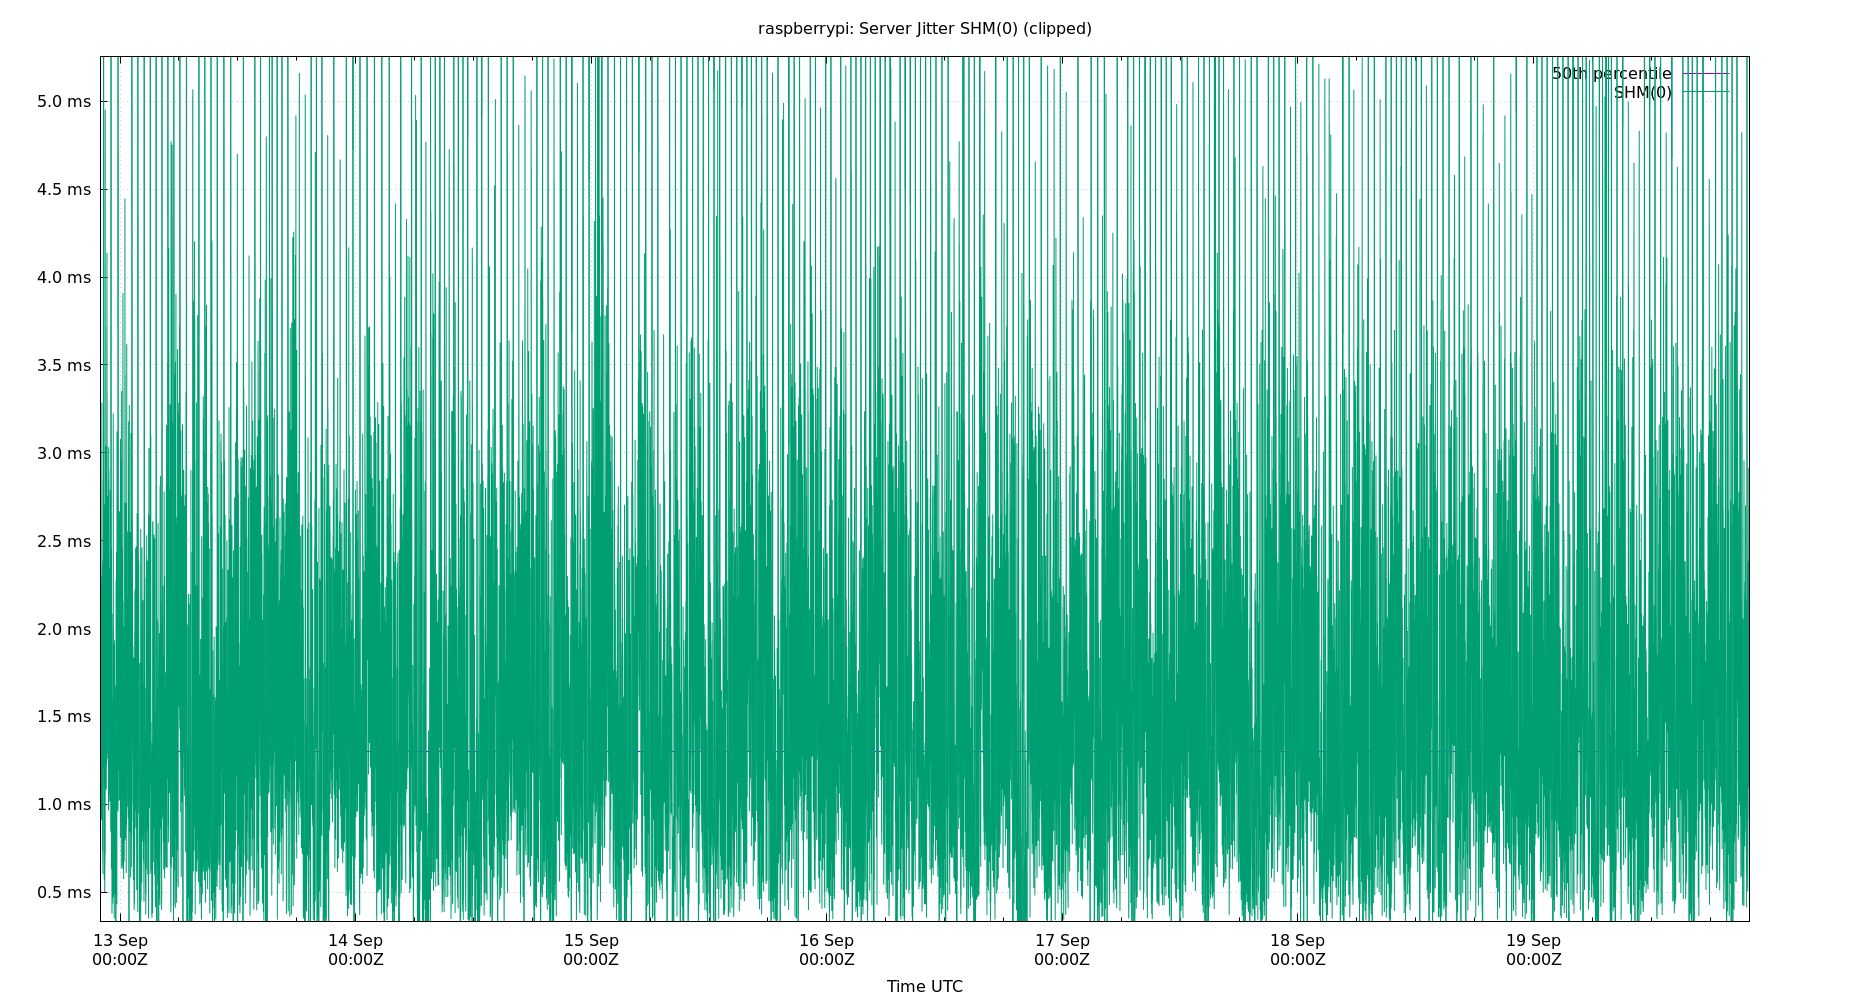 raspberrypi: Server Jitter SHM(0) (clipped)
50th percentile
SHM(0)
5.0 ms
4.5 ms
4.0 ms
3.5 ms
3.0 ms
2.5 ms
2.0 ms
1.5 ms
1.0 ms
0.5 ms
13 Sep 14 Sep 15 Sep 16 Sep 17 Sep 18 Sep 19 Sep
00:00Z 00:00Z 00:00Z 00:00Z 00:00Z 00:00Z 00:00Z
Time UTC